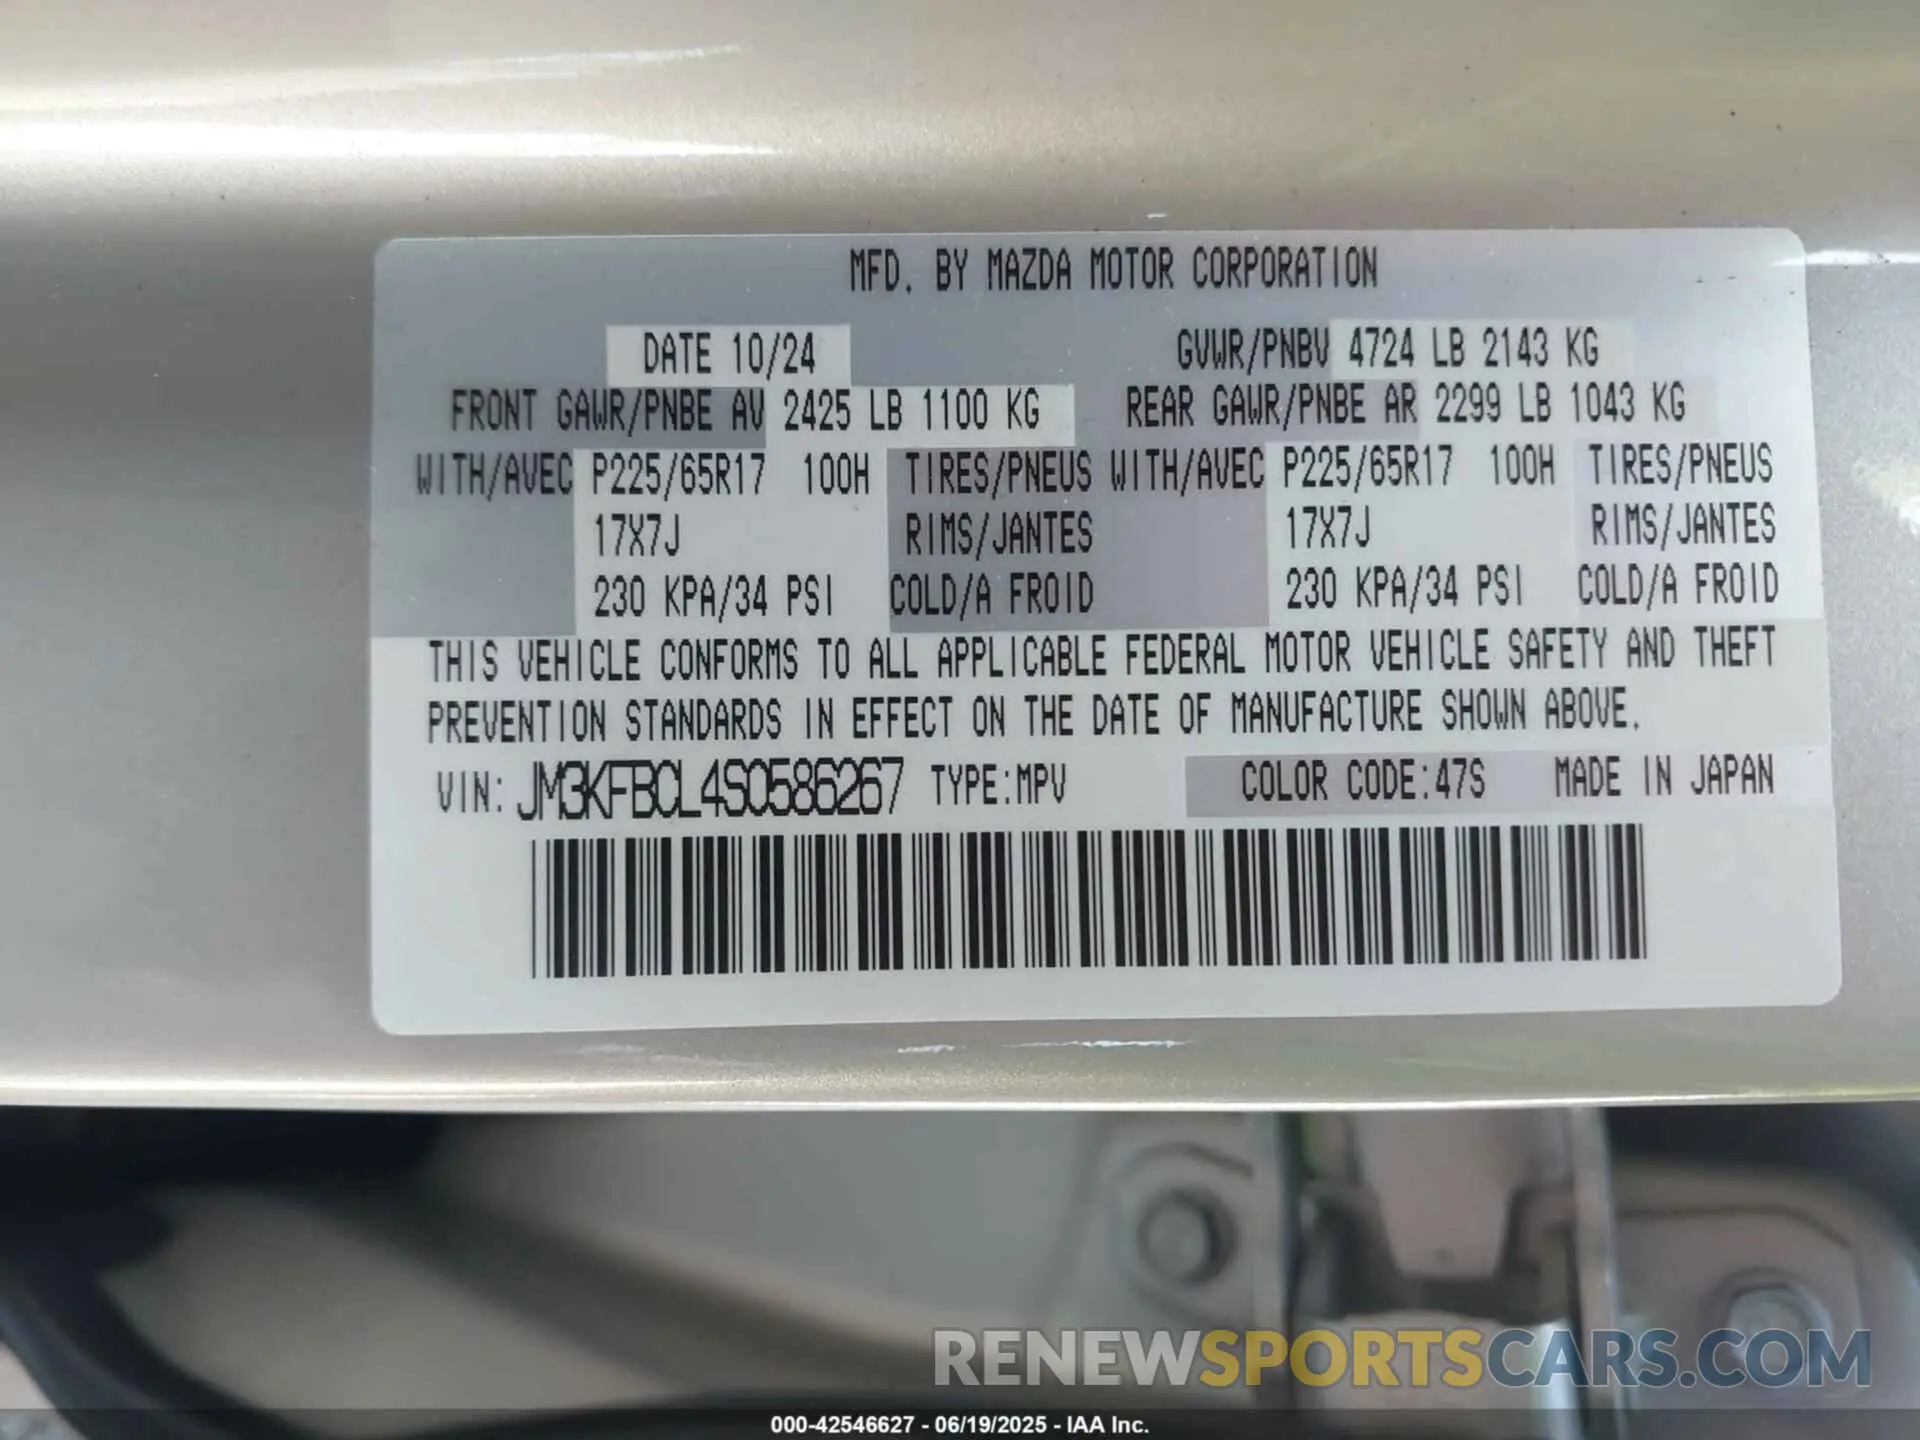 MFD. BY MAZDA MOTOR CORPORATION
DATE 10/24 GVWR/PNBV 4724 LB 2143 KG
FRONT GAWR/PNBE AV 2425 LB 1100 KG REAR GAWR/PNBE AR 2299 LB 1043 KG
WITH/AVEC P225/65R17 100H TIRES/PNEUS WITH/AVEC P225/65R17 100H TIRES/PNEUS
17X7J RIMS/JANTES 17X7J RIMS/JANTES
230 KPA/34 PSI COLD/A FROID 230 KPA/34 PSI COLD/A FROID
THIS VEHICLE CONFORMS TO ALL APPLICABLE FEDERAL MOTOR VEHICLE SAFETY AND THEFT
PREVENTION STANDARDS IN EFFECT ON THE DATE OF MANUFACTURE SHOWN ABOVE.
VIN: JM3KFBCL4S0586267 TYPE:MPV COLOR CODE:47S MADE IN JAPAN
RENEWSPORTSCARS.COM
000-42546627 - 06/19/2025 - IAA Inc.